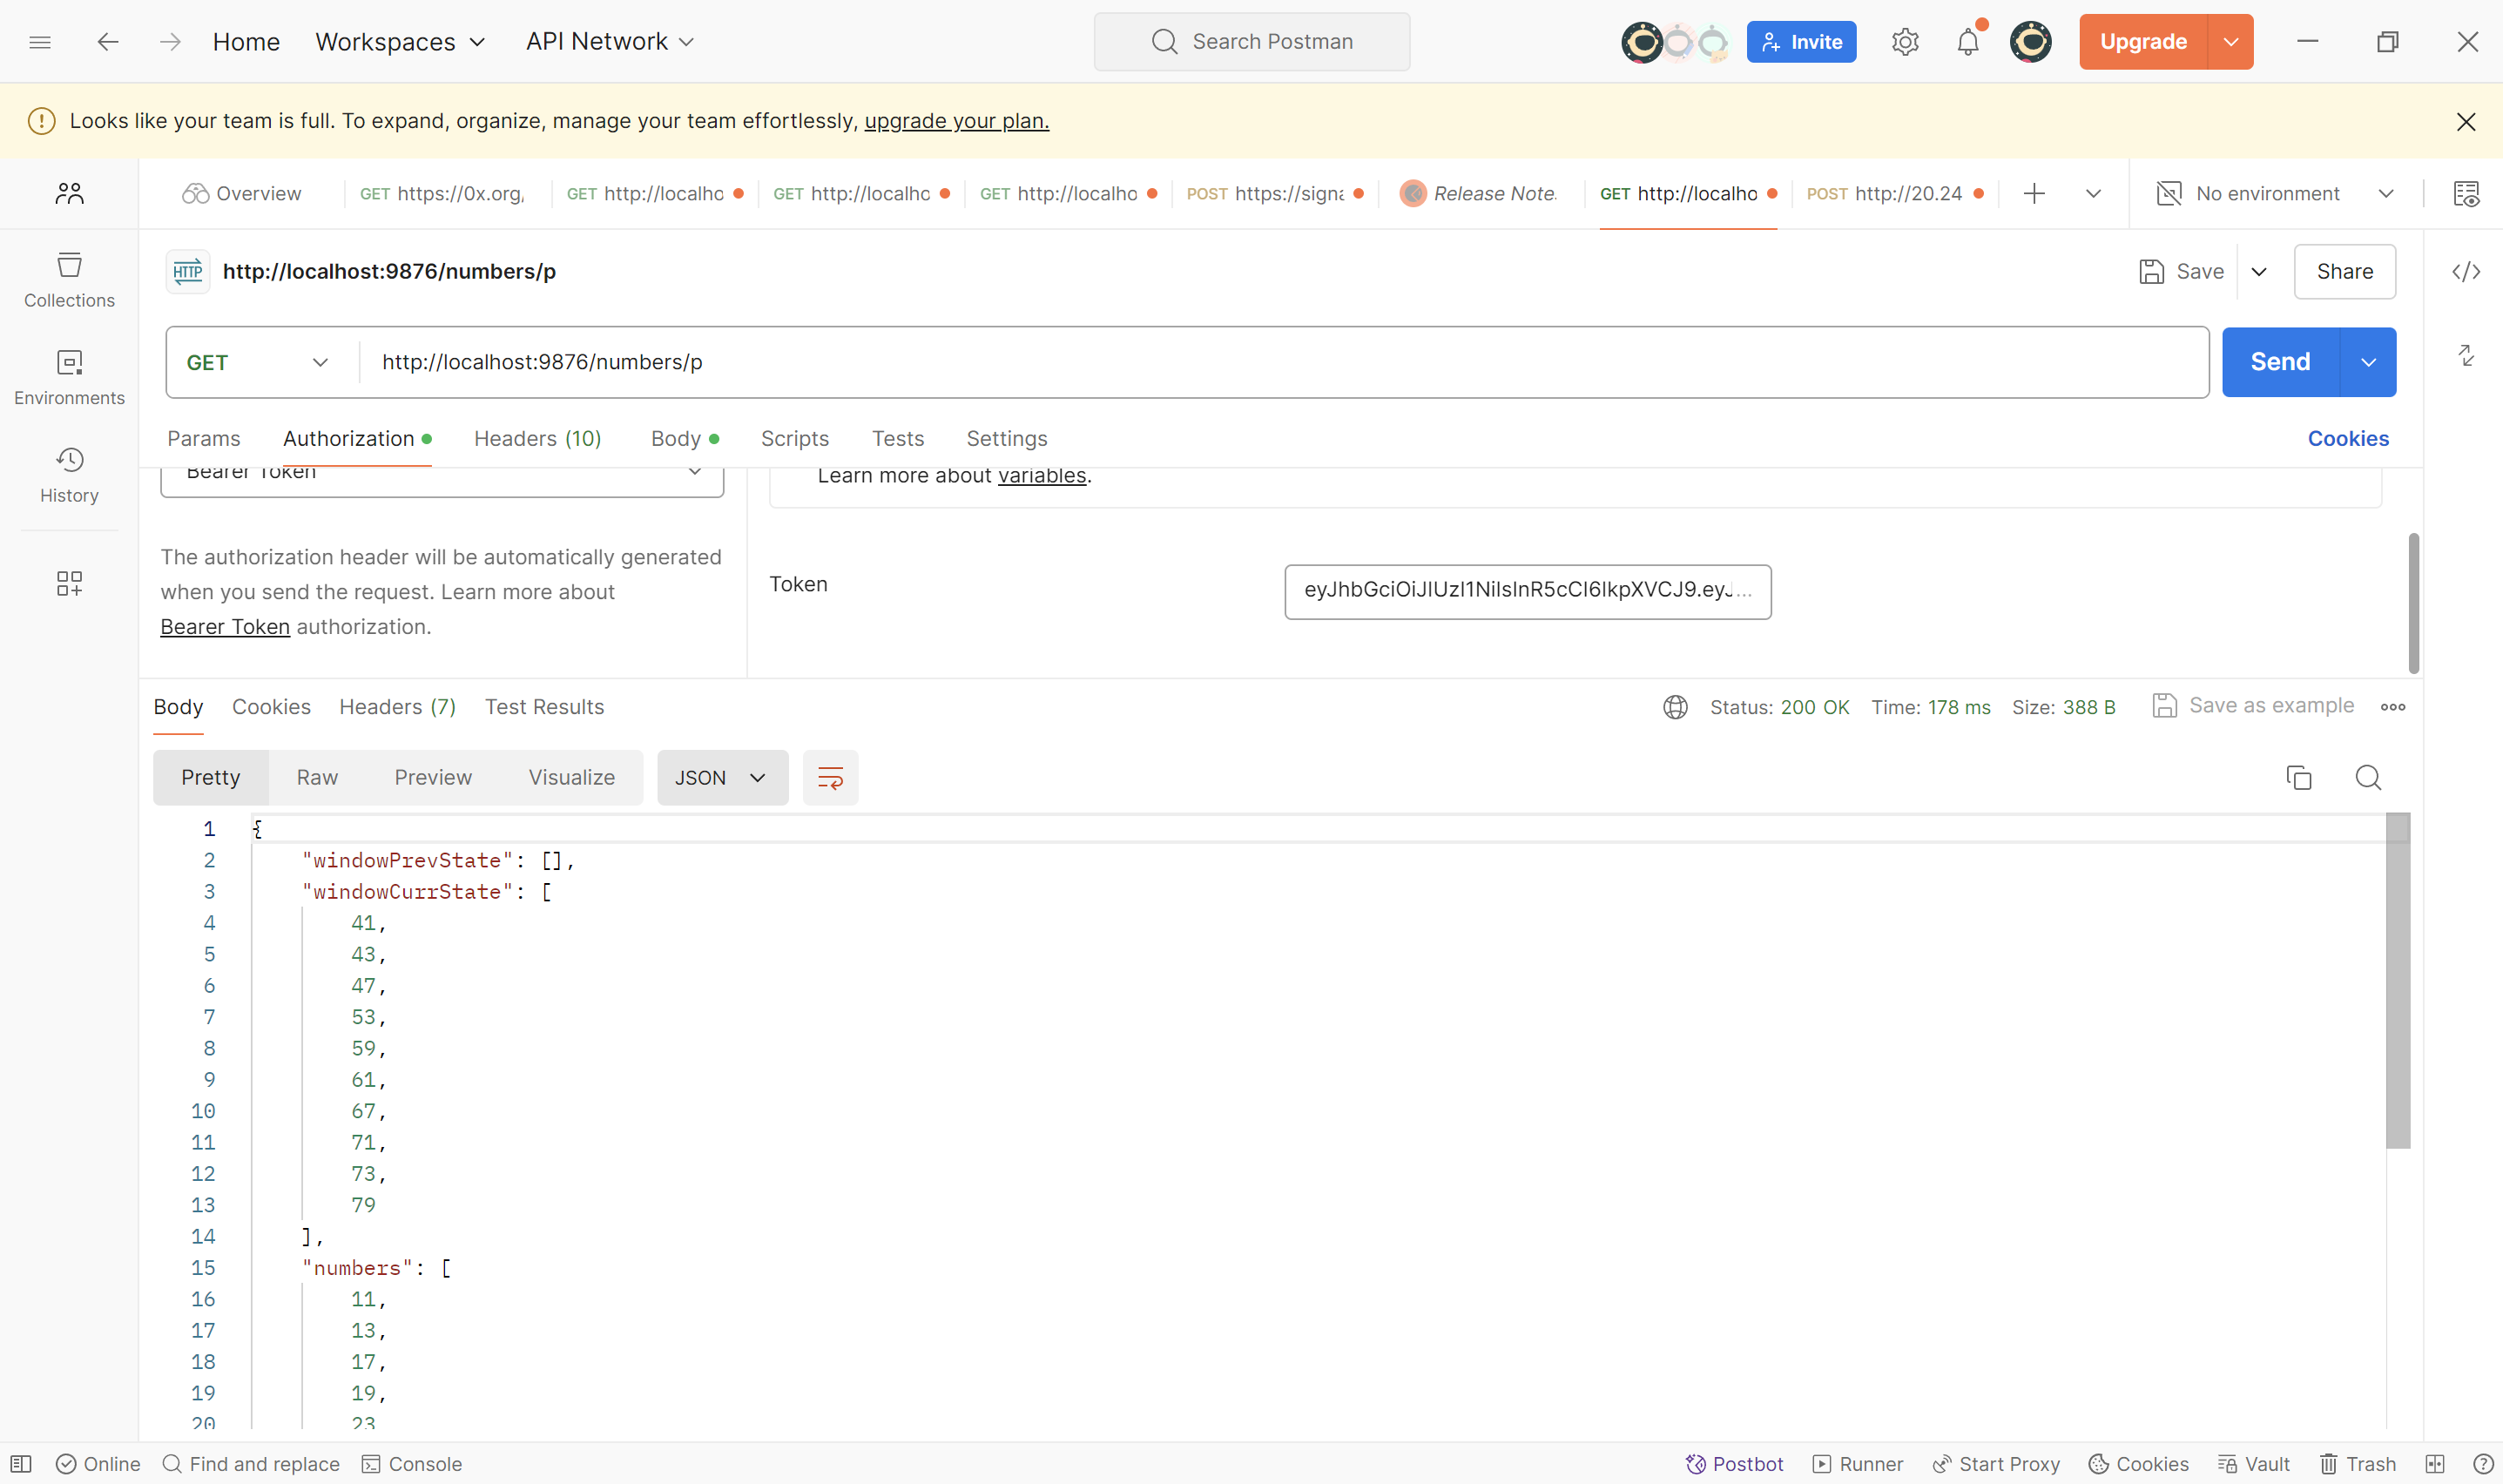 Home Workspaces API Network Search Postman Invite Upgrade
Looks like your team is full. To expand, organize, manage your team effortlessly, upgrade your plan.
Overview GET https://0x.org, GET http://localho GET http://localho GET http://localho POST https://signa Release Note. GET http://localho POST http://20.24 No environment
HTTP http://localhost:9876/numbers/p Save Share
Collections
GET http://localhost:9876/numbers/p Send
Environments
Params Authorization Headers (10) Body Scripts Tests Settings Cookies
History
Bearer Token
Learn more about variables.
The authorization header will be automatically generated
when you send the request. Learn more about
Bearer Token authorization.
Token
Body Cookies Headers (7) Test Results Status: 200 OK Time: 178 ms Size: 388 B Save as example
Pretty Raw Preview Visualize JSON
1 {
2 "windowPrevState": [],
3 "windowCurrState": [
4 41,
5 43,
6 47,
7 53,
8 59,
9 61,
10 67,
11 71,
12 73,
13 79
14 ],
15 "numbers": [
16 11,
17 13,
18 17,
19 19,
20 23
Online Find and replace Console Postbot Runner Start Proxy Cookies Vault Trash